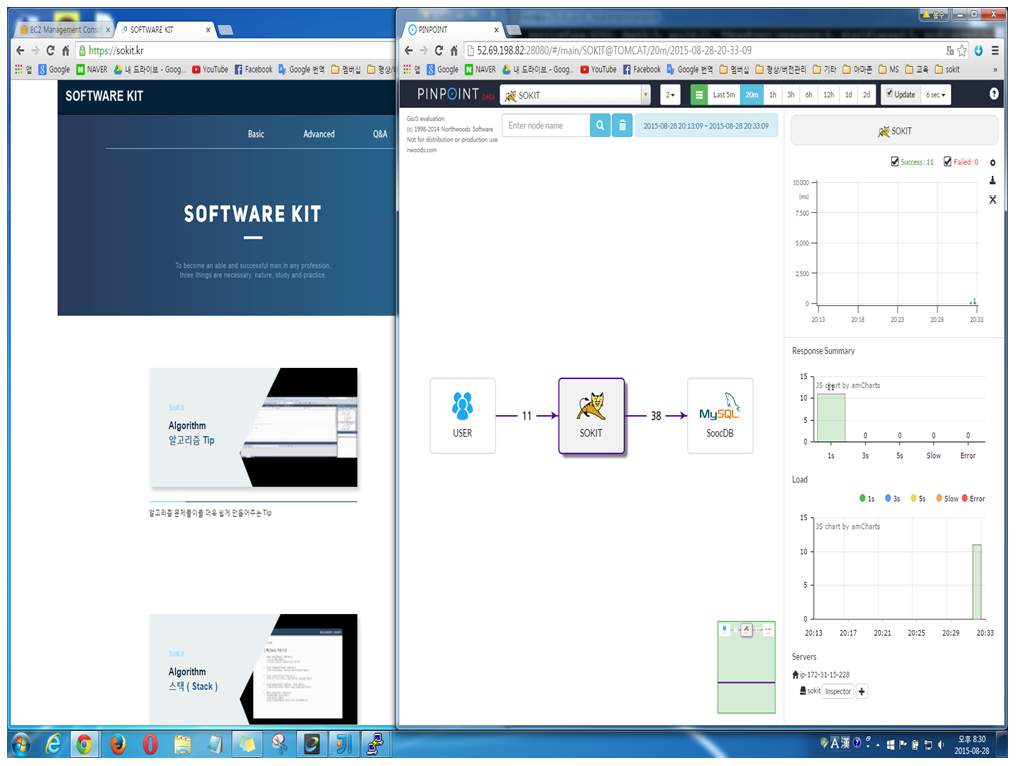 EC2 Management Consol
SOFTWARE KIT
https://sokit.kr
앱
Google
NAVER
내 드라이브 - Goog...
YouTube
Facebook
Google 번역
멤버십
SOFTWARE KIT
Basic
Advanced
Q&A
SOFTWARE KIT
To become an able and successful man in any profession,
three things are necessary, nature, study and practice.
SoKit
Algorithm
알고리즘 Tip
알고리즘 문제풀이를 더욱 쉽게 만들어주는 Tip
SoKit
Algorithm
스택 ( Stack )
PINPOINT
52.69.198.82:28080/#/main/SOKIT@TOMCAT/20m/2015-08-28-20-33-09
앱
Google
NAVER
내 드라이브 - Goog...
YouTube
Facebook
Google 번역
멤버십
형상/버전관리
기타
아마존
MS
교육
sokit
»
PINPOINT beta
SOKIT
2
Last 5m
20m
1h
3h
6h
12h
1d
2d
Update
6 sec
GoJS evaluation
(c) 1998-2014 Northwoods Software
Not for distribution or production use
nwoods.com
Enter node name
2015-08-28 20:13:09 ~ 2015-08-28 20:33:09
USER
11
SOKIT
38
MySQL
SoocDB
SOKIT
Success : 11
Failed : 0
10,000
(ms)
7,500
5,000
2,500
0
20:13
20:18
20:23
20:28
20:33
Response Summary
JS chart by amCharts
15
10
5
0
11
0
0
0
0
1s
3s
5s
Slow
Error
Load
1s
3s
5s
Slow
Error
JS chart by amCharts
15
10
5
0
20:13
20:17
20:21
20:25
20:29
20:33
Servers
ip-172-31-15-228
sokit
Inspector
A漢
오후 8:30
2015-08-28